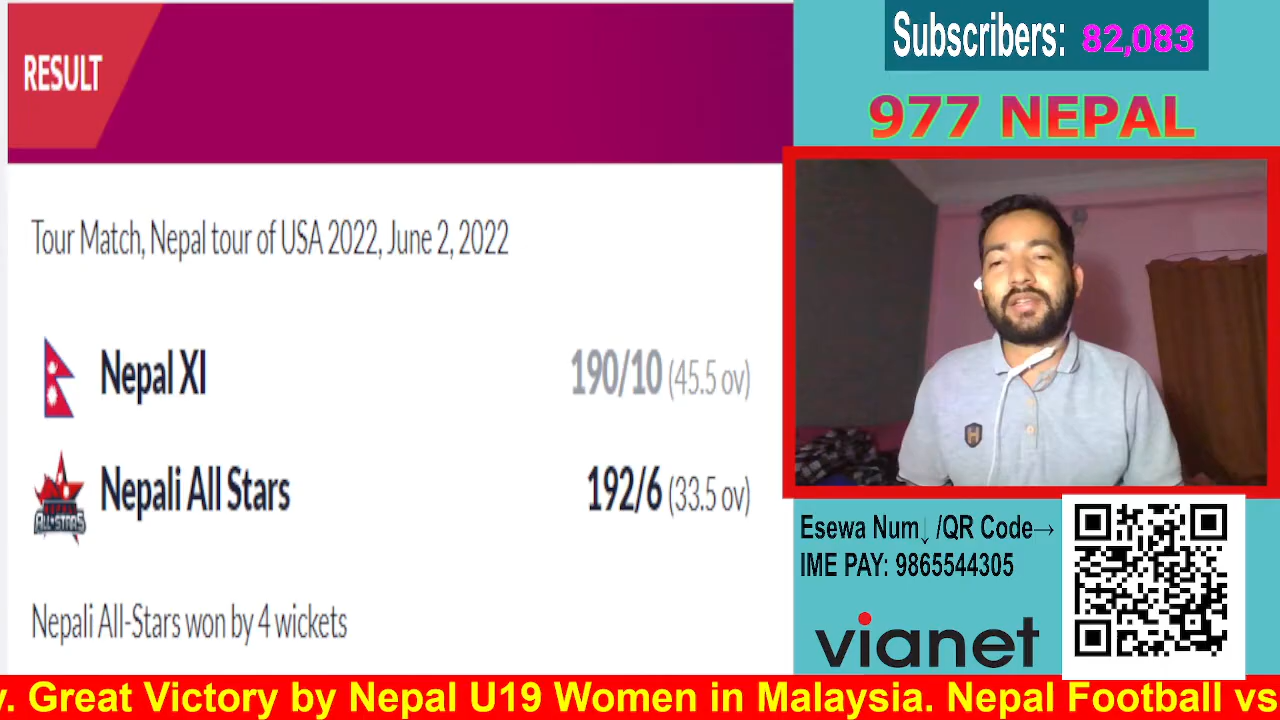 RESULT
Tour Match, Nepal tour of USA 2022, June 2, 2022
Nepal XI 190/10 (45.5 ov)
NEPAL
ALL STARS
Nepali All Stars 192/6 (33.5 ov)
Nepali All-Stars won by 4 wickets
Subscribers: 82,083
977 NEPAL
H
Esewa Num↓ /QR Code→
IME PAY: 9865544305
vianet
y. Great Victory by Nepal U19 Women in Malaysia. Nepal Football vs